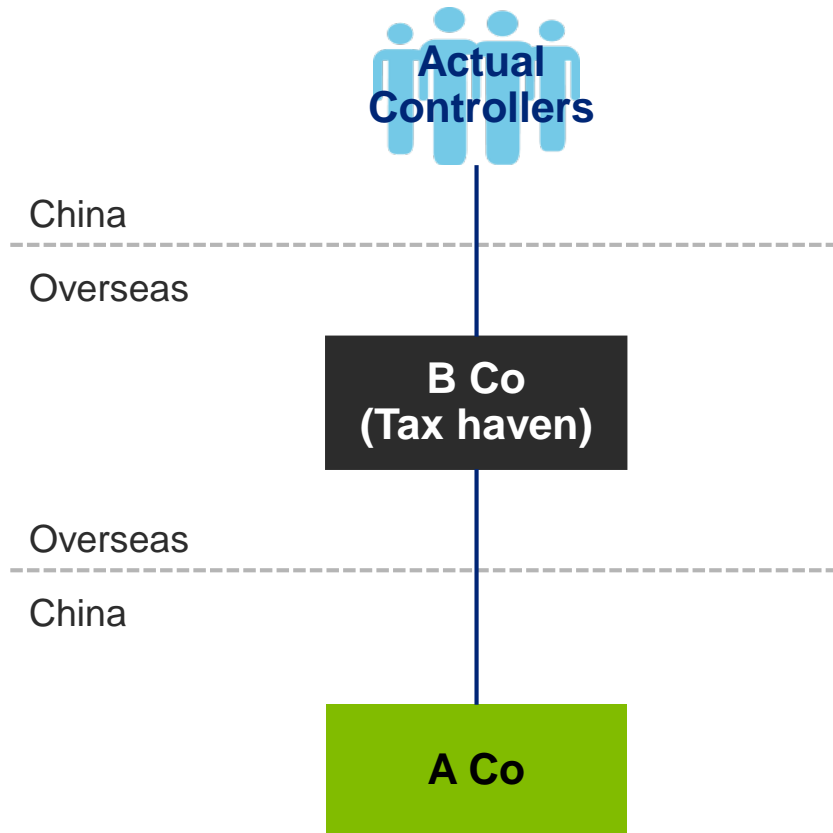 Actual
Controllers
China
Overseas
B Co
(Tax haven)
Overseas
China
A Co